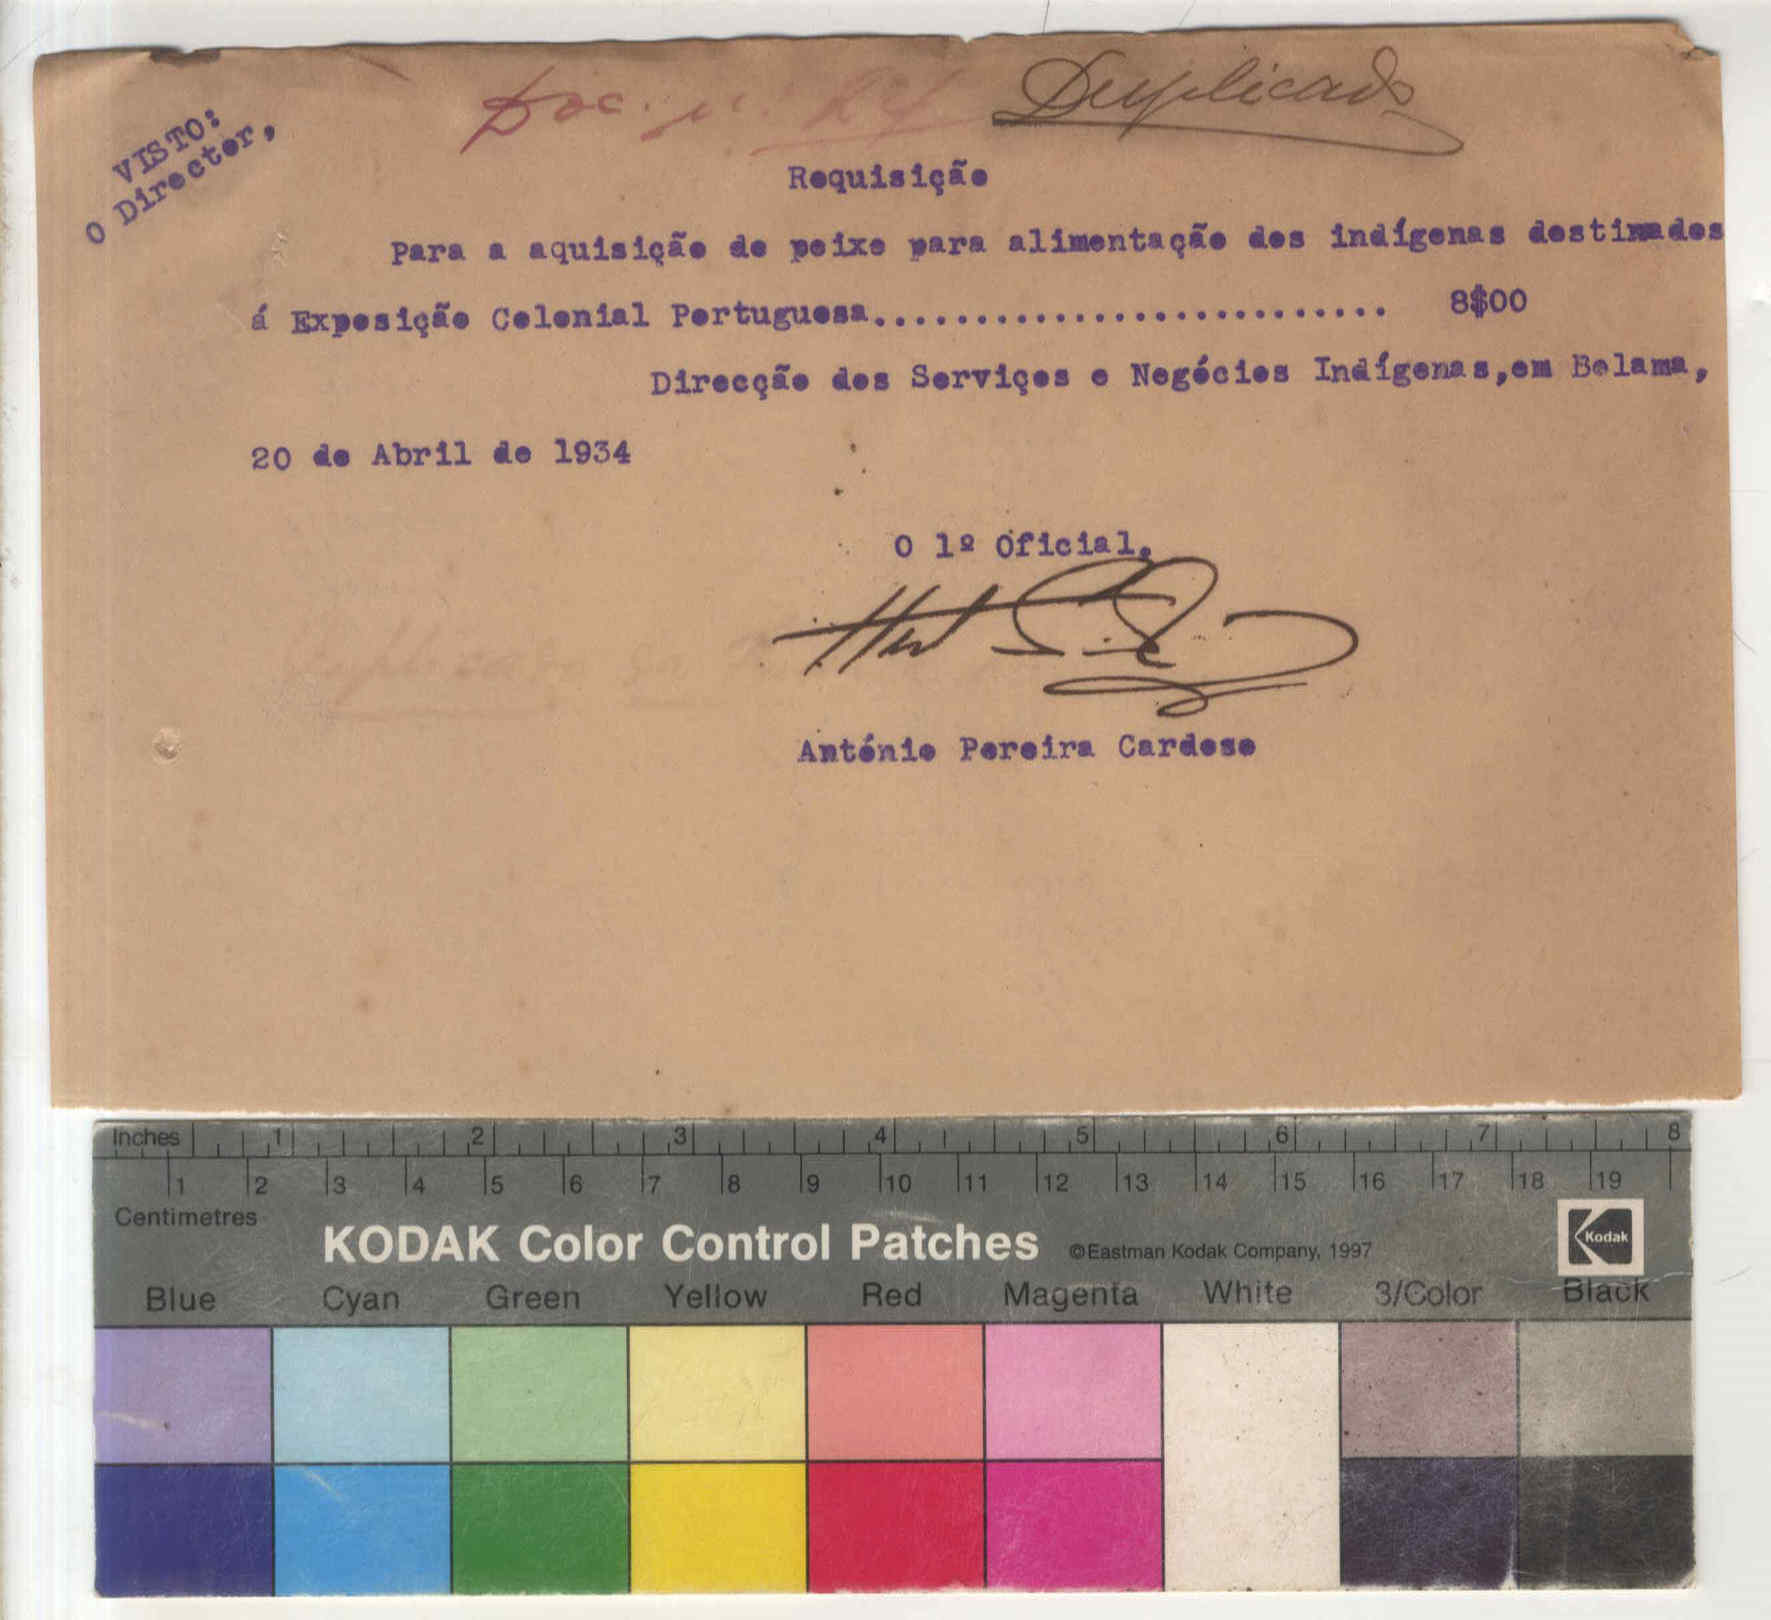 Doc. nº
Duplicado
VISTO:
O Director,
Requisição
Para a aquisição de peixe para alimentação dos indígenas destinados
á Exposição Colonial Portuguesa.......................... 8$00
Direcção dos Serviços e Negócios Indígenas,em Bolama,
20 de Abril de 1934
O 1º Oficial,
António Pereira Cardoso
Inches 1 2 3 4 5 6 7 8
1 2 3 4 5 6 7 8 9 10 11 12 13 14 15 16 17 18 19
Centimetres
KODAK Color Control Patches ©Eastman Kodak Company, 1997 Kodak
Blue Cyan Green Yellow Red Magenta White 3/Color Black